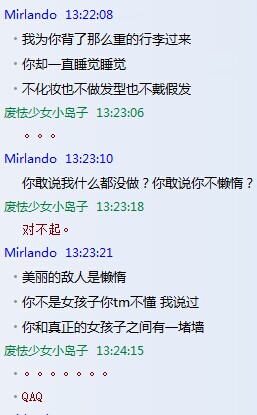 Mirlando 13:22:08
•我为你背了那么重的行李过来
•你却一直睡觉睡觉
•不化妆也不做发型也不戴假发
废怯少女小岛子 13:23:06
。。。
Mirlando 13:23:10
你敢说我什么都没做？你敢说你不懒惰？
废怯少女小岛子 13:23:18
对不起。
Mirlando 13:23:21
•美丽的敌人是懒惰
•你不是女孩子你tm不懂 我说过
•你和真正的女孩子之间有一堵墙
废怯少女小岛子 13:24:15
•。。。。。。。
•QAQ